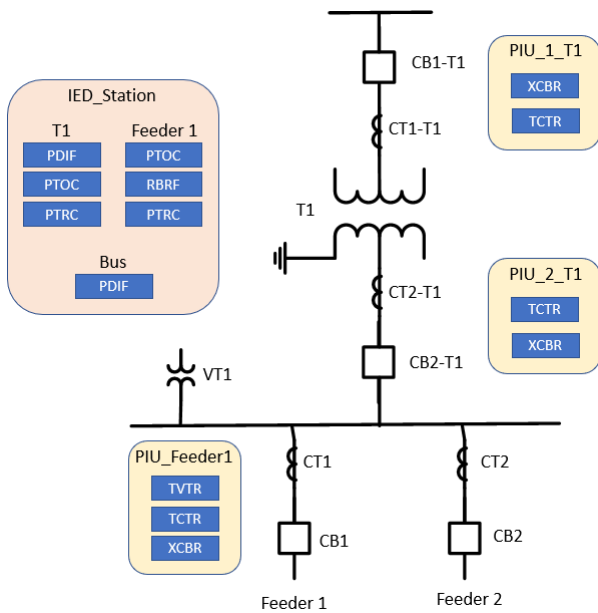 CB1-T1
CT1-T1
PIU_1_T1
XCBR
TCTR
IED_Station
T1 Feeder 1
PDIF PTOC
PTOC RBRF
PTRC PTRC
Bus
PDIF
T1
CT2-T1
CB2-T1
PIU_2_T1
TCTR
XCBR
VT1
PIU_Feeder1
TVTR
TCTR
XCBR
CT1
CB1
Feeder 1
CT2
CB2
Feeder 2